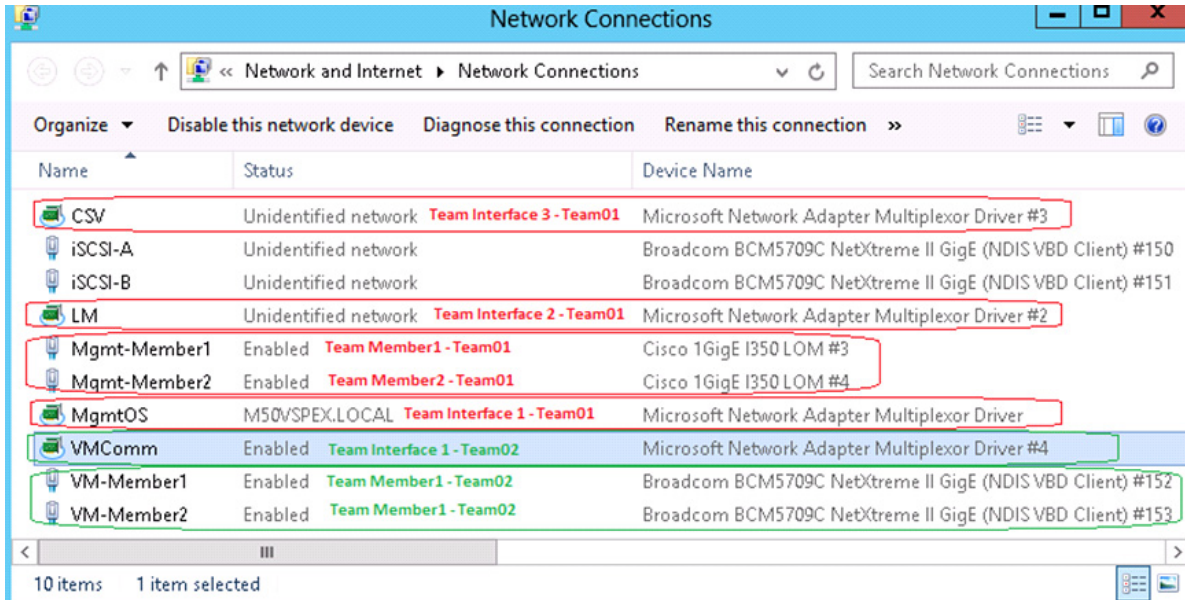 Network Connections
« Network and Internet ▸ Network Connections
Search Network Connections
Organize Disable this network device Diagnose this connection Rename this connection »
Name Status Device Name
CSV Unidentified network Team Interface 3 - Team01 Microsoft Network Adapter Multiplexor Driver #3
iSCSI-A Unidentified network Broadcom BCM5709C NetXtreme II GigE (NDIS VBD Client) #150
iSCSI-B Unidentified network Broadcom BCM5709C NetXtreme II GigE (NDIS VBD Client) #151
LM Unidentified network Team Interface 2 - Team01 Microsoft Network Adapter Multiplexor Driver #2
Mgmt-Member1 Enabled Team Member1 - Team01 Cisco 1GigE I350 LOM #3
Mgmt-Member2 Enabled Team Member2 - Team01 Cisco 1GigE I350 LOM #4
MgmtOS M50VSPEX.LOCAL Team Interface 1 - Team01 Microsoft Network Adapter Multiplexor Driver
VMComm Enabled Team Interface 1 - Team02 Microsoft Network Adapter Multiplexor Driver #4
VM-Member1 Enabled Team Member1 - Team02 Broadcom BCM5709C NetXtreme II GigE (NDIS VBD Client) #152
VM-Member2 Enabled Team Member1 - Team02 Broadcom BCM5709C NetXtreme II GigE (NDIS VBD Client) #153
10 items 1 item selected